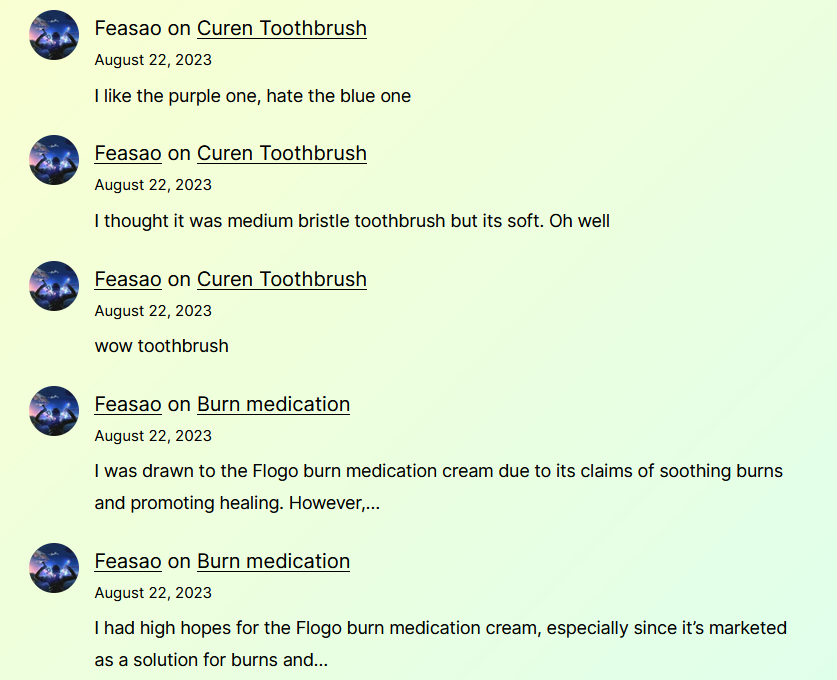 Feasao on Curen Toothbrush
August 22, 2023
I like the purple one, hate the blue one
Feasao on Curen Toothbrush
August 22, 2023
I thought it was medium bristle toothbrush but its soft. Oh well
Feasao on Curen Toothbrush
August 22, 2023
wow toothbrush
Feasao on Burn medication
August 22, 2023
I was drawn to the Flogo burn medication cream due to its claims of soothing burns
and promoting healing. However,…
Feasao on Burn medication
August 22, 2023
I had high hopes for the Flogo burn medication cream, especially since it’s marketed
as a solution for burns and…